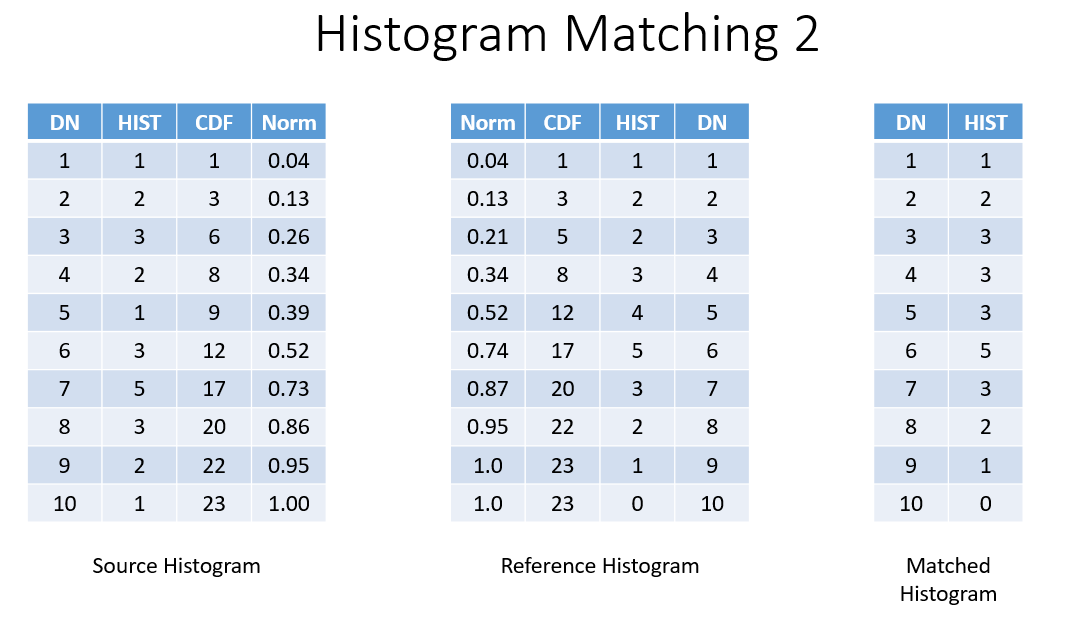 Histogram Matching 2
DN HIST CDF Norm
1 1 1 0.04
2 2 3 0.13
3 3 6 0.26
4 2 8 0.34
5 1 9 0.39
6 3 12 0.52
7 5 17 0.73
8 3 20 0.86
9 2 22 0.95
10 1 23 1.00
Source Histogram
Norm CDF HIST DN
0.04 1 1 1
0.13 3 2 2
0.21 5 2 3
0.34 8 3 4
0.52 12 4 5
0.74 17 5 6
0.87 20 3 7
0.95 22 2 8
1.0 23 1 9
1.0 23 0 10
Reference Histogram
DN HIST
1 1
2 2
3 3
4 3
5 3
6 5
7 3
8 2
9 1
10 0
Matched
Histogram